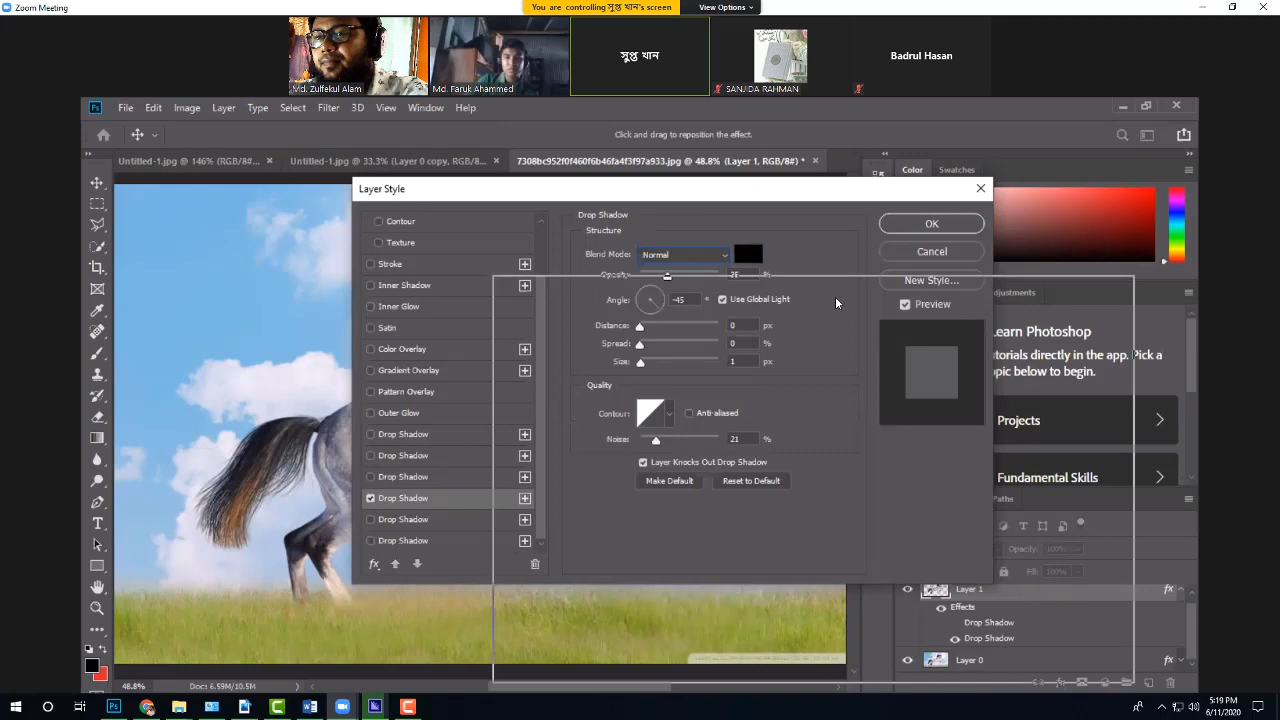 Zoom Meeting
You are controlling সুপ্ত খান's screen
View Options
Md. Zulfekul Alam
Md. Faruk Ahammed
সুপ্ত খান
SANJIDA RAHMAN
Badrul Hasan
Ps
File Edit Image Layer Type Select Filter 3D View Window Help
Click and drag to reposition the effect.
Untitled-1.jpg @ 146% (RGB/8#...
Untitled-1.jpg @ 33.3% (Layer 0 copy, RGB/8...
7308bc952f0f460f6b46fa4f3f97a933.jpg @ 48.8% (Layer 1, RGB/8#) *
Color
Swatches
Layer Style
Contour
Texture
Stroke
Inner Shadow
Inner Glow
Satin
Color Overlay
Gradient Overlay
Pattern Overlay
Outer Glow
Drop Shadow
Drop Shadow
Drop Shadow
Drop Shadow
Drop Shadow
Drop Shadow
fx
Drop Shadow
Structure
Blend Mode: Normal
Opacity: %
Angle: -45 °
Use Global Light
Distance: 0 px
Spread: 0 %
Size: 1 px
Quality
Contour:
Anti-aliased
Noise: 21 %
Layer Knocks Out Drop Shadow
Make Default
Reset to Default
OK
Cancel
New Style...
Preview
djustments
earn Photoshop
torials directly in the app. Pick a
opic below to begin.
Projects
Fundamental Skills
Paths
Opacity: 100%
Fill: 100%
Layer 1
fx
Effects
Drop Shadow
Drop Shadow
Layer 0
fx
48.8%
Doc: 6.59M/10.5M
5:19 PM
6/11/2020